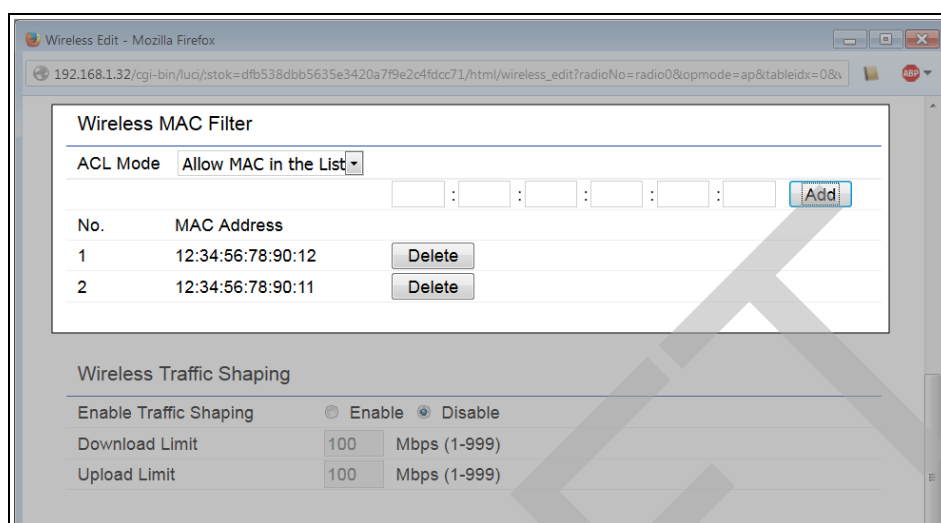 Wireless Edit - Mozilla Firefox
192.168.1.32/cgi-bin/luci/;stok=dfb538dbb5635e3420a7f9e2c4fdcc71/html/wireless_edit?radioNo=radio0&opmode=ap&tableidx=0&
ABP
Wireless MAC Filter
ACL Mode Allow MAC in the List
: : : : : Add
No. MAC Address
1 12:34:56:78:90:12 Delete
2 12:34:56:78:90:11 Delete
Wireless Traffic Shaping
Enable Traffic Shaping Enable Disable
Download Limit 100 Mbps (1-999)
Upload Limit 100 Mbps (1-999)